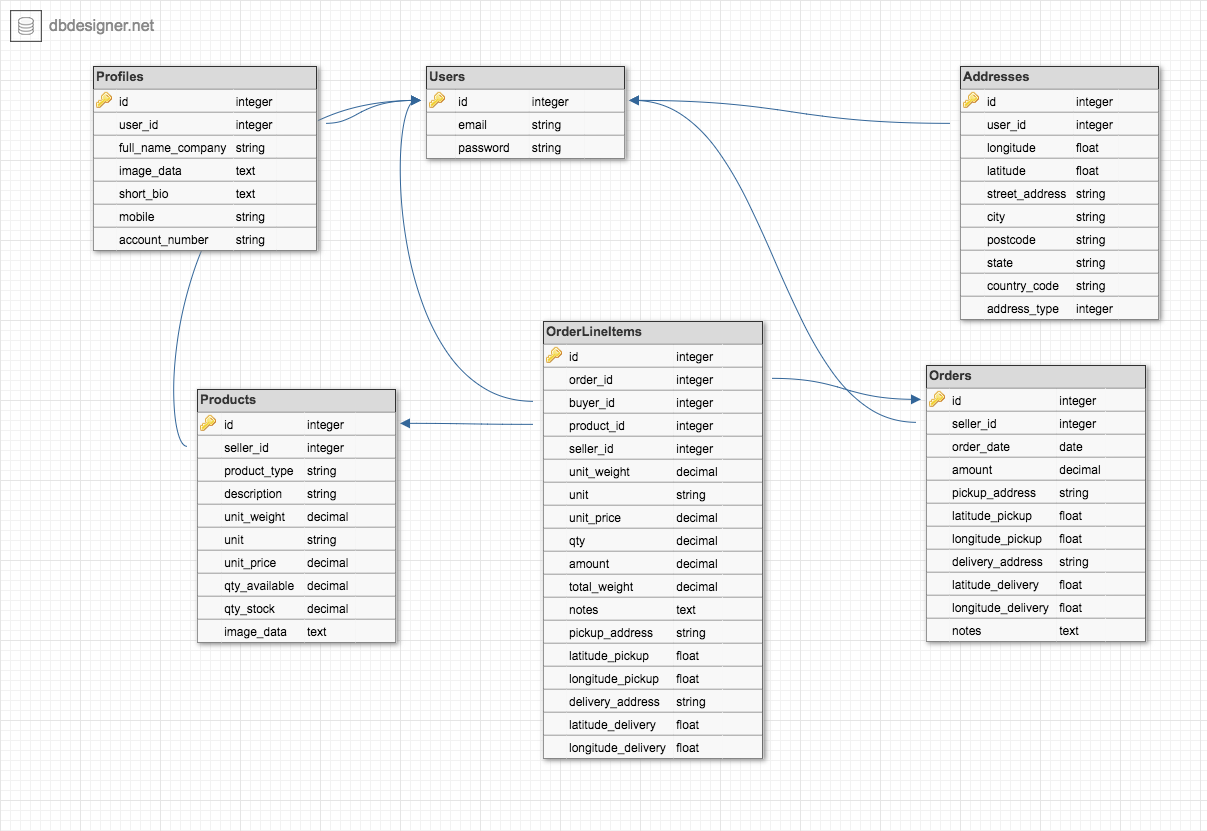 dbdesigner.net
Profiles
id integer
user_id integer
full_name_company string
image_data text
short_bio text
mobile string
account_number string
Users
id integer
email string
password string
Addresses
id integer
user_id integer
longitude float
latitude float
street_address string
city string
postcode string
state string
country_code string
address_type integer
Products
id integer
seller_id integer
product_type string
description string
unit_weight decimal
unit string
unit_price decimal
qty_available decimal
qty_stock decimal
image_data text
OrderLineItems
id integer
order_id integer
buyer_id integer
product_id integer
seller_id integer
unit_weight decimal
unit string
unit_price decimal
qty decimal
amount decimal
total_weight decimal
notes text
pickup_address string
latitude_pickup float
longitude_pickup float
delivery_address string
latitude_delivery float
longitude_delivery float
Orders
id integer
seller_id integer
order_date date
amount decimal
pickup_address string
latitude_pickup float
longitude_pickup float
delivery_address string
latitude_delivery float
longitude_delivery float
notes text